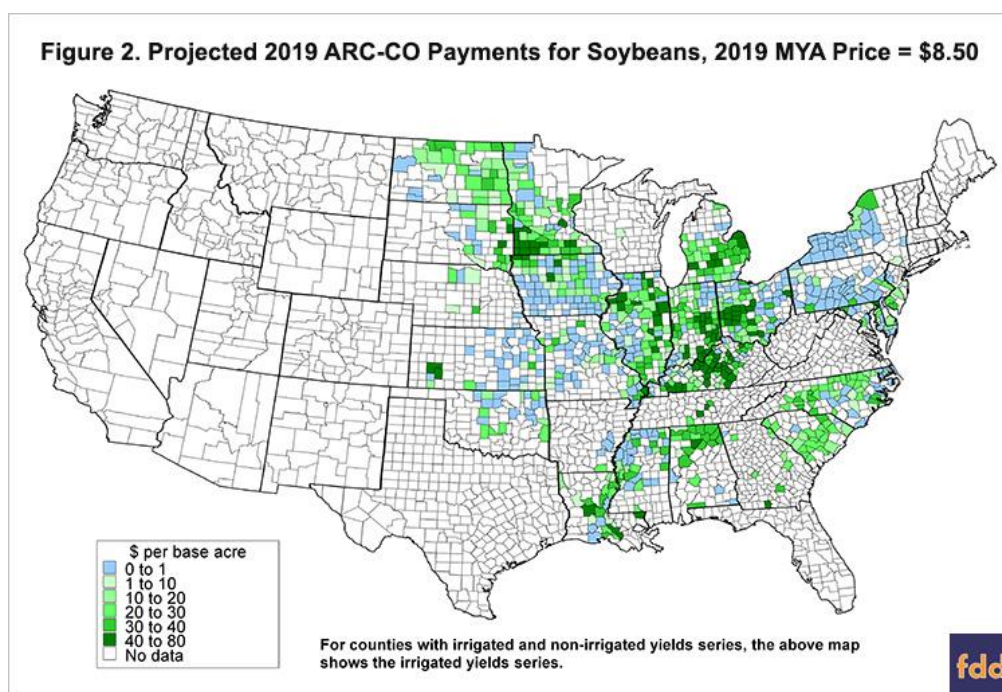 Figure 2. Projected 2019 ARC-CO Payments for Soybeans, 2019 MYA Price = $8.50
$ per base acre
0 to 1
1 to 10
10 to 20
20 to 30
30 to 40
40 to 80
No data
For counties with irrigated and non-irrigated yields series, the above map
shows the irrigated yields series.
fdd